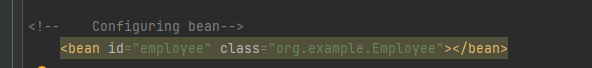 <!--    Configuring bean-->
<bean id="employee" class="org.example.Employee"></bean>